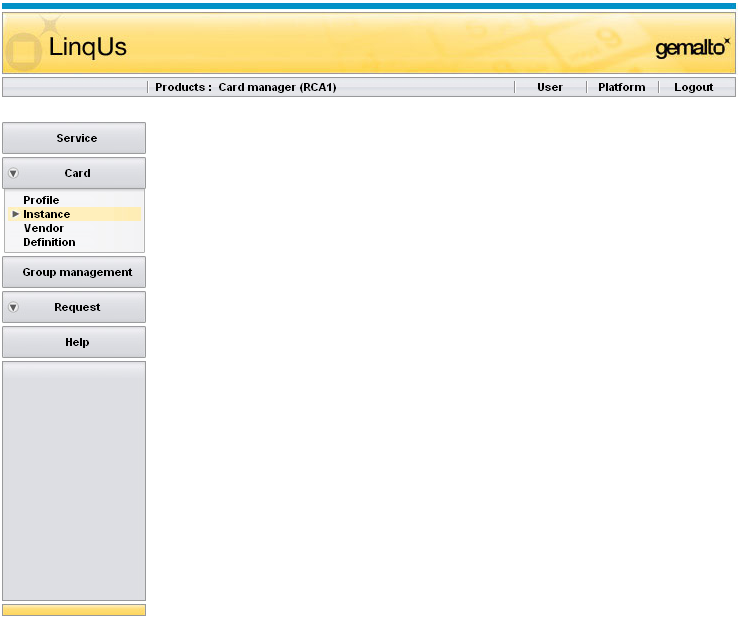 LinqUs
gemalto
Products : Card manager (RCA1)
User
Platform
Logout
Service
Card
Profile
Instance
Vendor
Definition
Group management
Request
Help